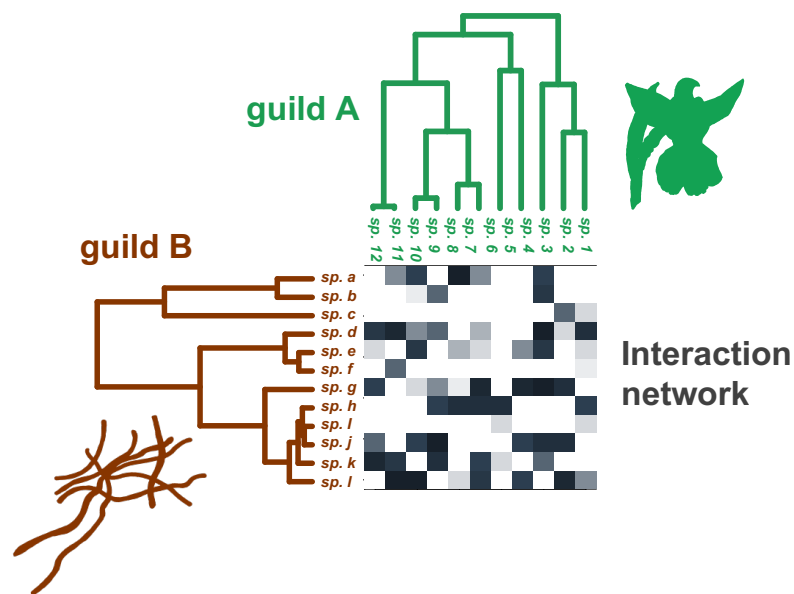 guild A
guild B
sp. 12
sp. 11
sp. 10
sp. 9
sp. 8
sp. 7
sp. 6
sp. 5
sp. 4
sp. 3
sp. 2
sp. 1
sp. a
sp. b
sp. c
sp. d
sp. e
sp. f
sp. g
sp. h
sp. I
sp. j
sp. k
sp. l
Interaction
network